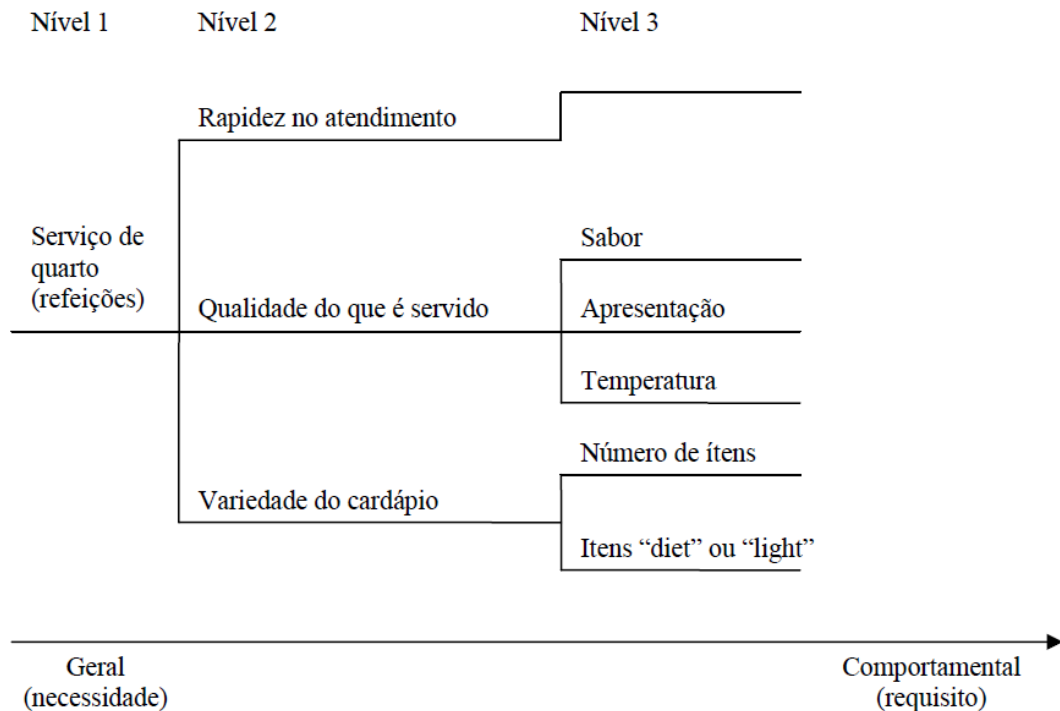 Nível 1
Nível 2
Nível 3
Rapidez no atendimento
Serviço de
quarto
(refeições)
Qualidade do que é servido
Sabor
Apresentação
Temperatura
Variedade do cardápio
Número de ítens
Itens “diet” ou “light”
Geral
(necessidade)
Comportamental
(requisito)